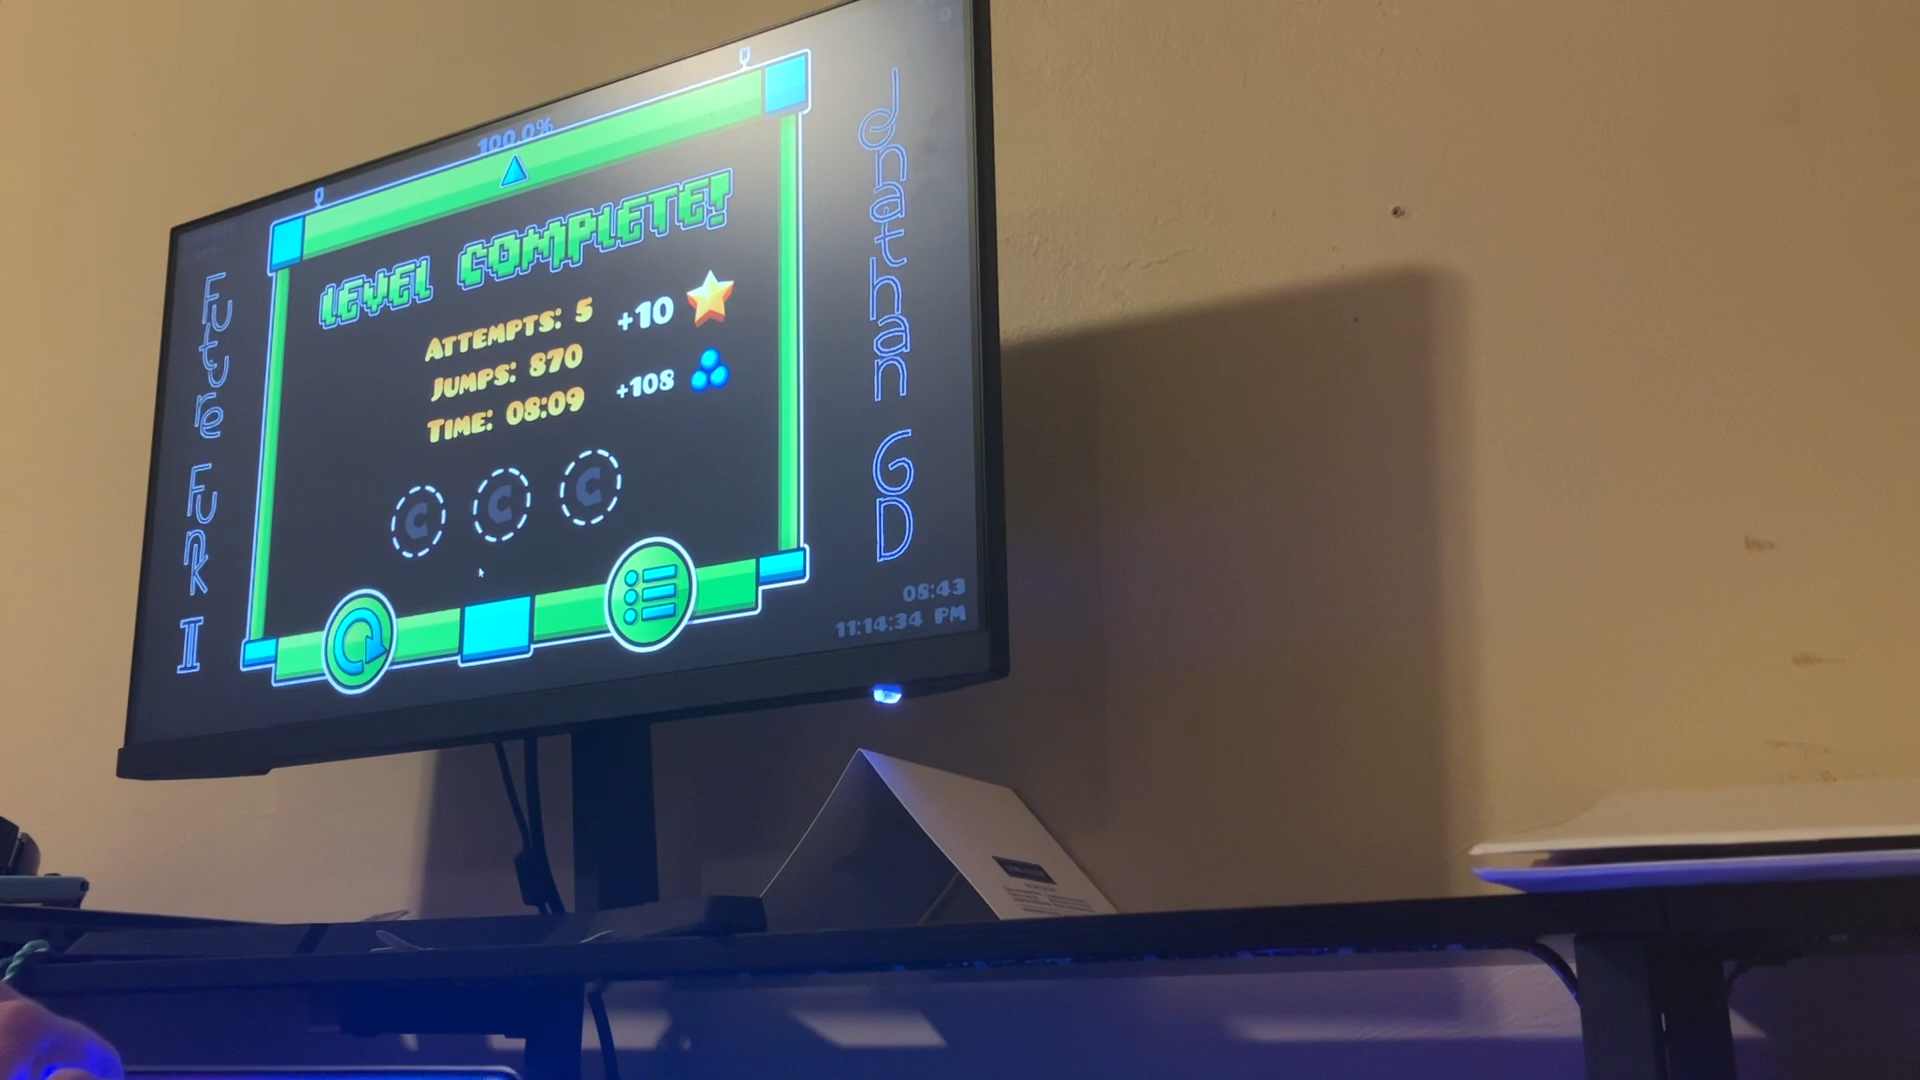 100.0%
Level Complete!
Attempts: 5
+10
Jumps: 870
+108
Time: 08:09
C C C
Future Funk II
Jonathan GD
08:43
11:14:34 PM